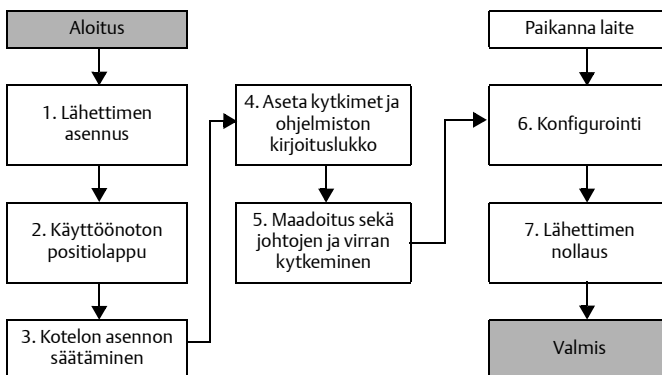 Aloitus
1. Lähettimen
asennus
2. Käyttöönoton
positiolappu
3. Kotelon asennon
säätäminen
4. Aseta kytkimet ja
ohjelmiston
kirjoituslukko
5. Maadoitus sekä
johtojen ja virran
kytkeminen
Paikanna laite
6. Konfigurointi
7. Lähettimen
nollaus
Valmis